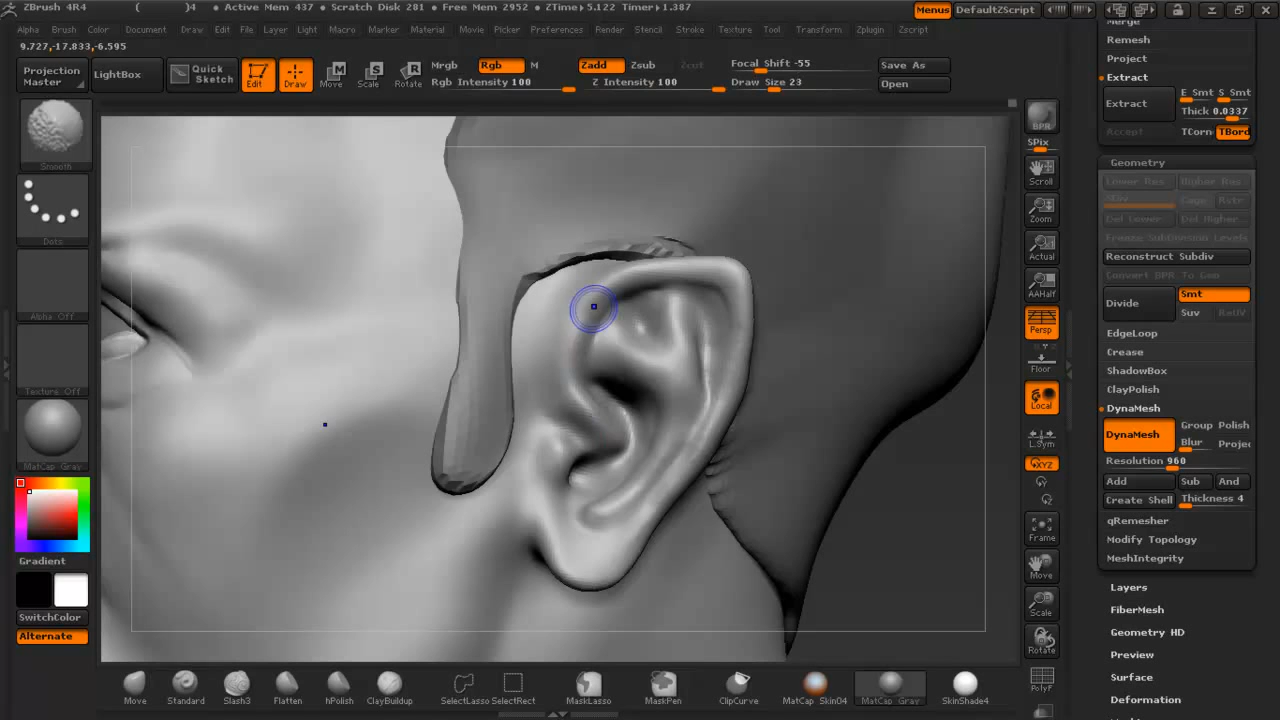 ZBrush 4R4 ( )4 • Active Mem 437 • Scratch Disk 281 • Free Mem 2952 • ZTime▸5.122 Timer▸1.387 Menus DefaultZScript
Alpha Brush Color Document Draw Edit File Layer Light Macro Marker Material Movie Picker Preferences Render Stencil Stroke Texture Tool Transform Zplugin Zscript
9.727,-17.833,-6.595
Projection Master
LightBox
Quick Sketch
Edit
Draw
Move
Scale
Rotate
Mrgb Rgb M
Rgb Intensity 100
Zadd Zsub Zcut
Z Intensity 100
Focal Shift -55
Draw Size 23
Save As
Open
Smooth
Dots
Alpha Off
Texture Off
MatCap Gray
Gradient
SwitchColor
Alternate
BPR
SPix
Scroll
Zoom
Actual
AAHalf
Persp
Floor
Local
L.Sym
XYZ
Frame
Move
Scale
Rotate
PolyF
Merge
Remesh
Project
Extract
Extract E Smt S Smt
Thick 0.0337
Accept TCorn TBord
Geometry
Lower Res Higher Res
SDiv Cage Rstr
Del Lower Del Higher
Freeze SubDivision Levels
Reconstruct Subdiv
Convert BPR To Geo
Divide Smt
Suv RelUV
EdgeLoop
Crease
ShadowBox
ClayPolish
DynaMesh
DynaMesh Group Polish
Blur Projec
Resolution 960
Add Sub And
Create Shell Thickness 4
qRemesher
Modify Topology
MeshIntegrity
Layers
FiberMesh
Geometry HD
Preview
Surface
Deformation
Move Standard Slash3 Flatten hPolish ClayBuildup SelectLasso SelectRect MaskLasso MaskPen ClipCurve MatCap Skin04 MatCap Gray SkinShade4